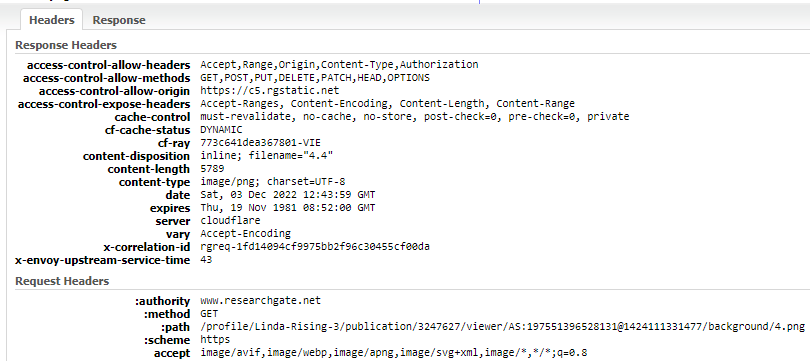 Headers Response
Response Headers
access-control-allow-headers Accept,Range,Origin,Content-Type,Authorization
access-control-allow-methods GET,POST,PUT,DELETE,PATCH,HEAD,OPTIONS
access-control-allow-origin https://c5.rgstatic.net
access-control-expose-headers Accept-Ranges, Content-Encoding, Content-Length, Content-Range
cache-control must-revalidate, no-cache, no-store, post-check=0, pre-check=0, private
cf-cache-status DYNAMIC
cf-ray 773c641dea367801-VIE
content-disposition inline; filename="4.4"
content-length 5789
content-type image/png; charset=UTF-8
date Sat, 03 Dec 2022 12:43:59 GMT
expires Thu, 19 Nov 1981 08:52:00 GMT
server cloudflare
vary Accept-Encoding
x-correlation-id rgreq-1fd14094cf9975bb2f96c30455cf00da
x-envoy-upstream-service-time 43
Request Headers
:authority www.researchgate.net
:method GET
:path /profile/Linda-Rising-3/publication/3247627/viewer/AS:197551396528131@1424111331477/background/4.png
:scheme https
accept image/avif,image/webp,image/apng,image/svg+xml,image/*,*/*;q=0.8